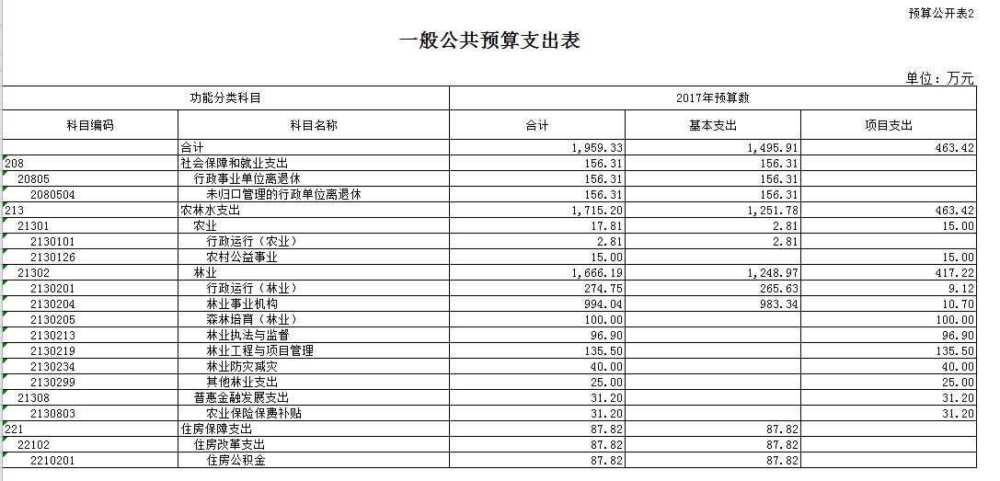 预算公开表2
一般公共预算支出表
单位：万元
功能分类科目 2017年预算数
科目编码 科目名称 合计 基本支出 项目支出
合计 1,959.33 1,495.91 463.42
208 社会保障和就业支出 156.31 156.31
20805 行政事业单位离退休 156.31 156.31
2080504 未归口管理的行政单位离退休 156.31 156.31
213 农林水支出 1,715.20 1,251.78 463.42
21301 农业 17.81 2.81 15.00
2130101 行政运行（农业） 2.81 2.81
2130126 农村公益事业 15.00 15.00
21302 林业 1,666.19 1,248.97 417.22
2130201 行政运行（林业） 274.75 265.63 9.12
2130204 林业事业机构 994.04 983.34 10.70
2130205 森林培育（林业） 100.00 100.00
2130213 林业执法与监督 96.90 96.90
2130219 林业工程与项目管理 135.50 135.50
2130234 林业防灾减灾 40.00 40.00
2130299 其他林业支出 25.00 25.00
21308 普惠金融发展支出 31.20 31.20
2130803 农业保险保费补贴 31.20 31.20
221 住房保障支出 87.82 87.82
22102 住房改革支出 87.82 87.82
2210201 住房公积金 87.82 87.82